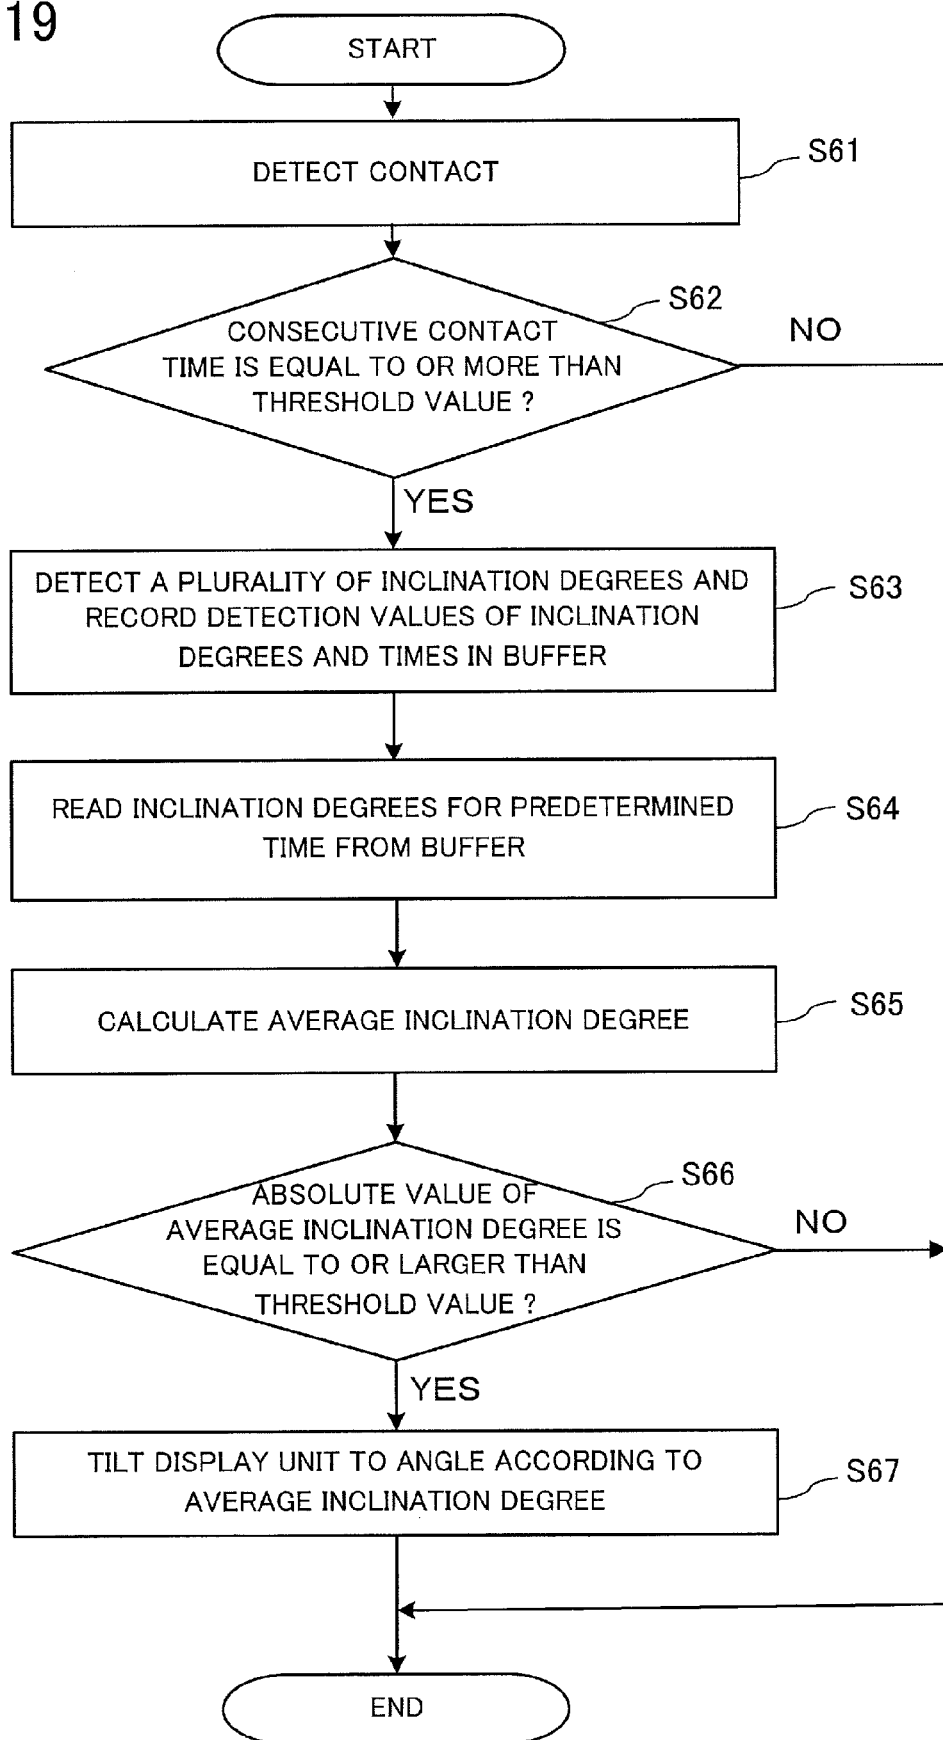 19
START
DETECT CONTACT
S61
S62
CONSECUTIVE CONTACT
TIME IS EQUAL TO OR MORE THAN
THRESHOLD VALUE ?
NO
YES
DETECT A PLURALITY OF INCLINATION DEGREES AND
RECORD DETECTION VALUES OF INCLINATION
DEGREES AND TIMES IN BUFFER
S63
READ INCLINATION DEGREES FOR PREDETERMINED
TIME FROM BUFFER
S64
CALCULATE AVERAGE INCLINATION DEGREE
S65
S66
ABSOLUTE VALUE OF
AVERAGE INCLINATION DEGREE IS
EQUAL TO OR LARGER THAN
THRESHOLD VALUE ?
NO
YES
TILT DISPLAY UNIT TO ANGLE ACCORDING TO
AVERAGE INCLINATION DEGREE
S67
END